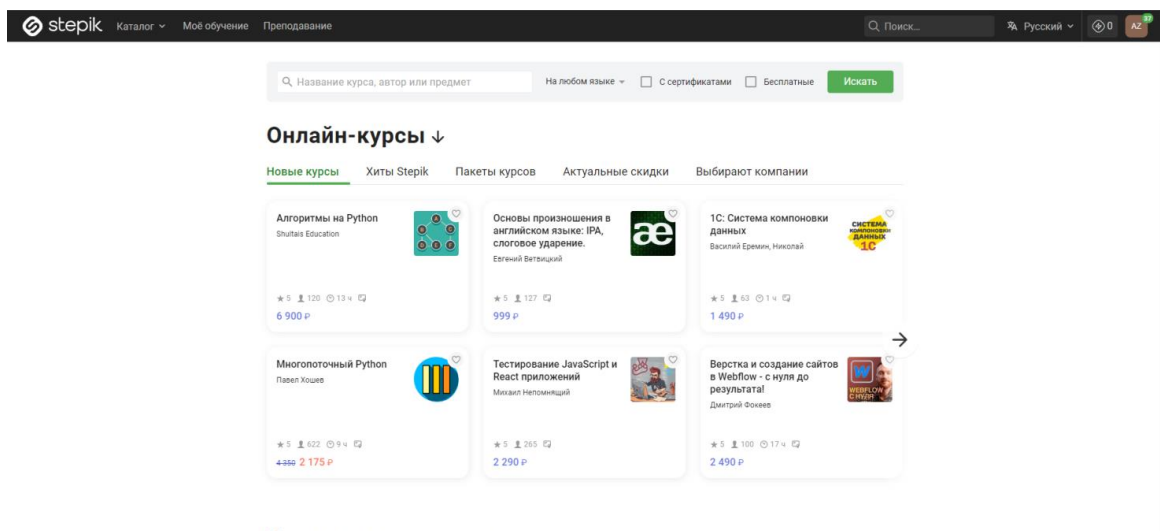 stepik Каталог Моё обучение Преподавание Поиск... Русский 0 AZ
Название курса, автор или предмет На любом языке С сертификатами Бесплатные Искать
Онлайн-курсы
Новые курсы Хиты Stepik Пакеты курсов Актуальные скидки Выбирают компании
Алгоритмы на Python
Shultais Education
5 120 13 ч
6 900 ₽
Основы произношения в
английском языке: IPA,
слоговое ударение.
Евгений Ветвицкий
æ
5 127
999 ₽
1С: Система компоновки
данных
Василий Еремин, Николай
СИСТЕМА
КОМПОНОВКИ
ДАННЫХ
1С
5 63 1 ч
1 490 ₽
Многопоточный Python
Павел Хошев
5 622 9 ч
4 350 2 175 ₽
Тестирование JavaScript и
React приложений
Михаил Непомнящий
5 265
2 290 ₽
Верстка и создание сайтов
в Webflow - с нуля до
результата!
Дмитрий Фокеев
W
WEBFLOW
С НУЛЯ
5 100 17 ч
2 490 ₽